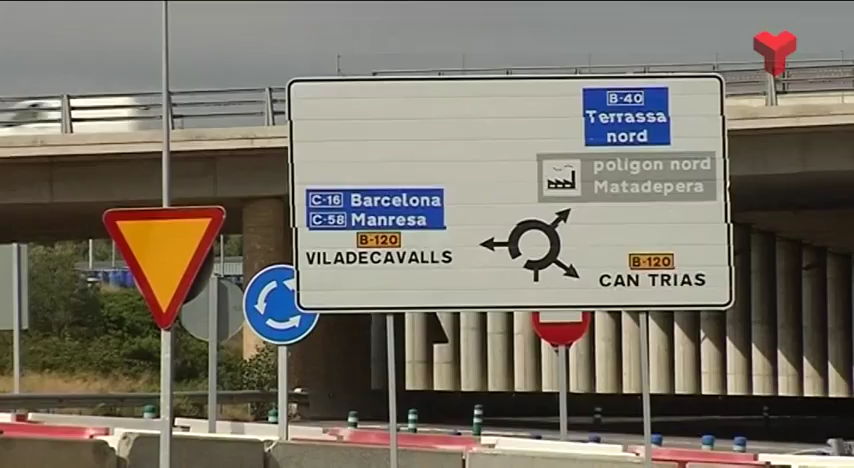 B-40
Terrassa
nord
polígon nord
Matadepera
C-16 Barcelona
C-58 Manresa
B-120
VILADECAVALLS
B-120
CAN TRIAS